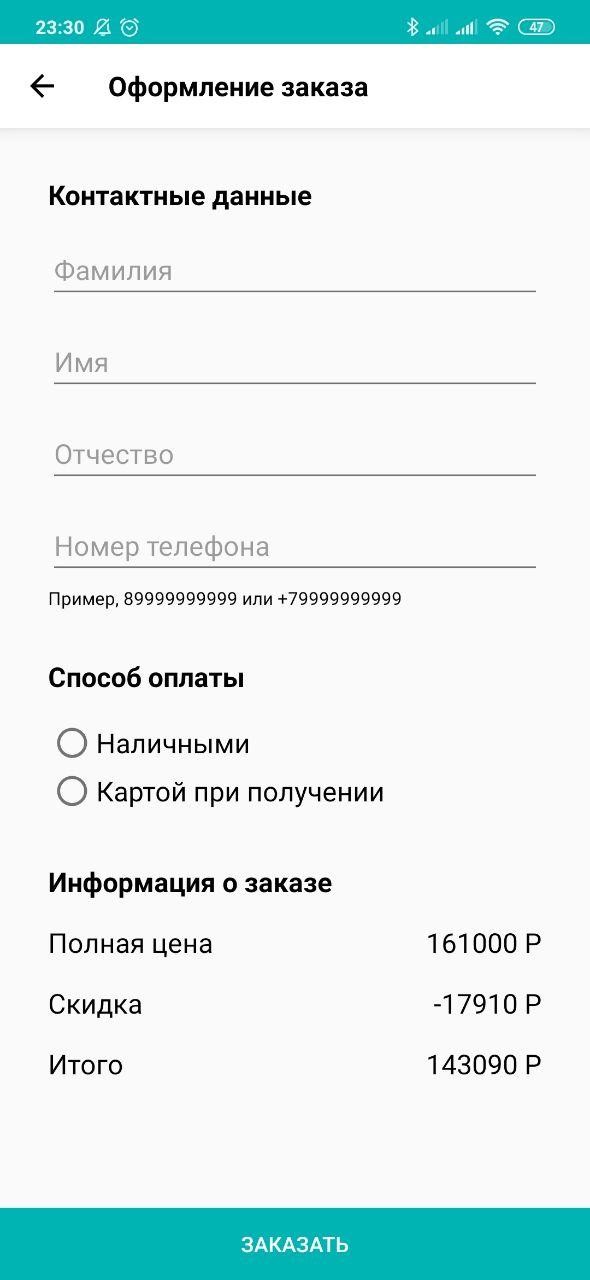 23:30 47
Оформление заказа
Контактные данные
Фамилия
Имя
Отчество
Номер телефона
Пример, 89999999999 или +79999999999
Способ оплаты
Наличными
Картой при получении
Информация о заказе
Полная цена 161000 Р
Скидка -17910 Р
Итого 143090 Р
ЗАКАЗАТЬ